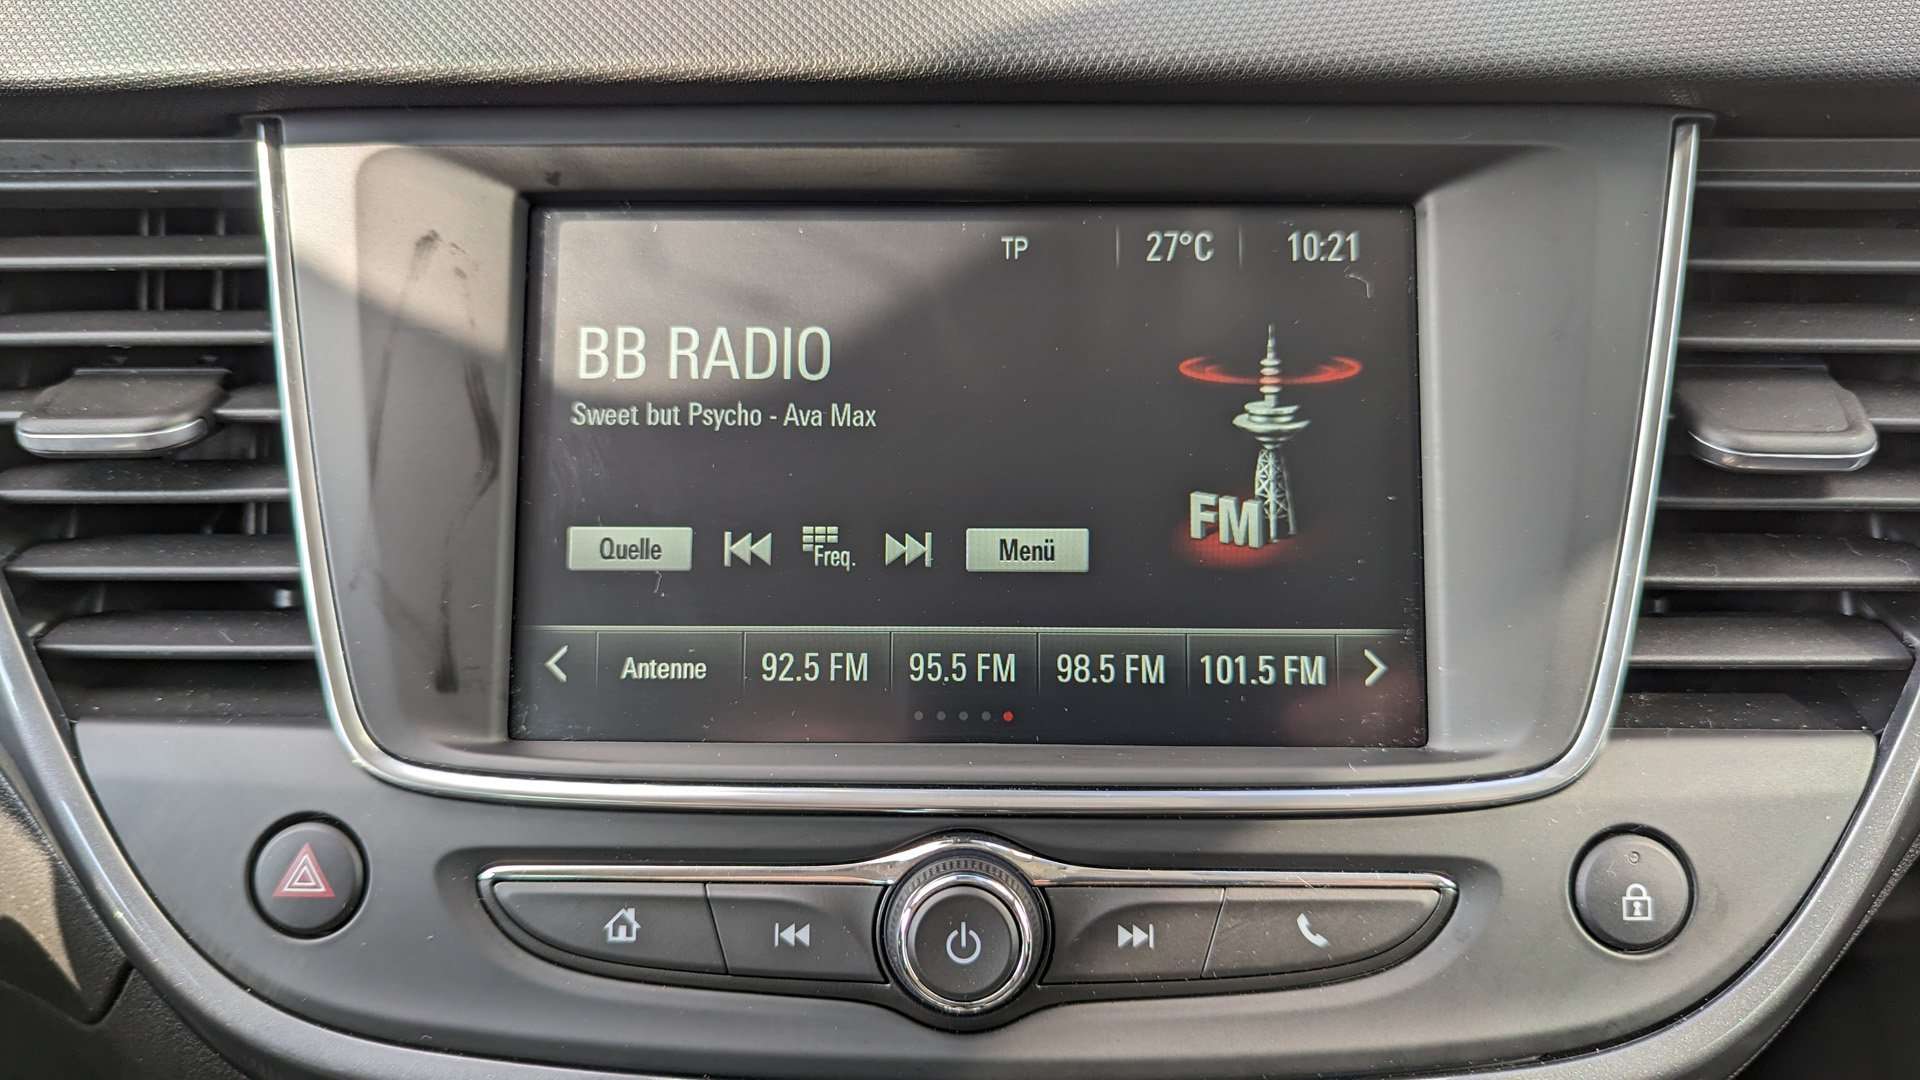 TP 27°C 10:21
BB RADIO
Sweet but Psycho - Ava Max
FM
Quelle Freq. Menü
Antenne 92.5 FM 95.5 FM 98.5 FM 101.5 FM